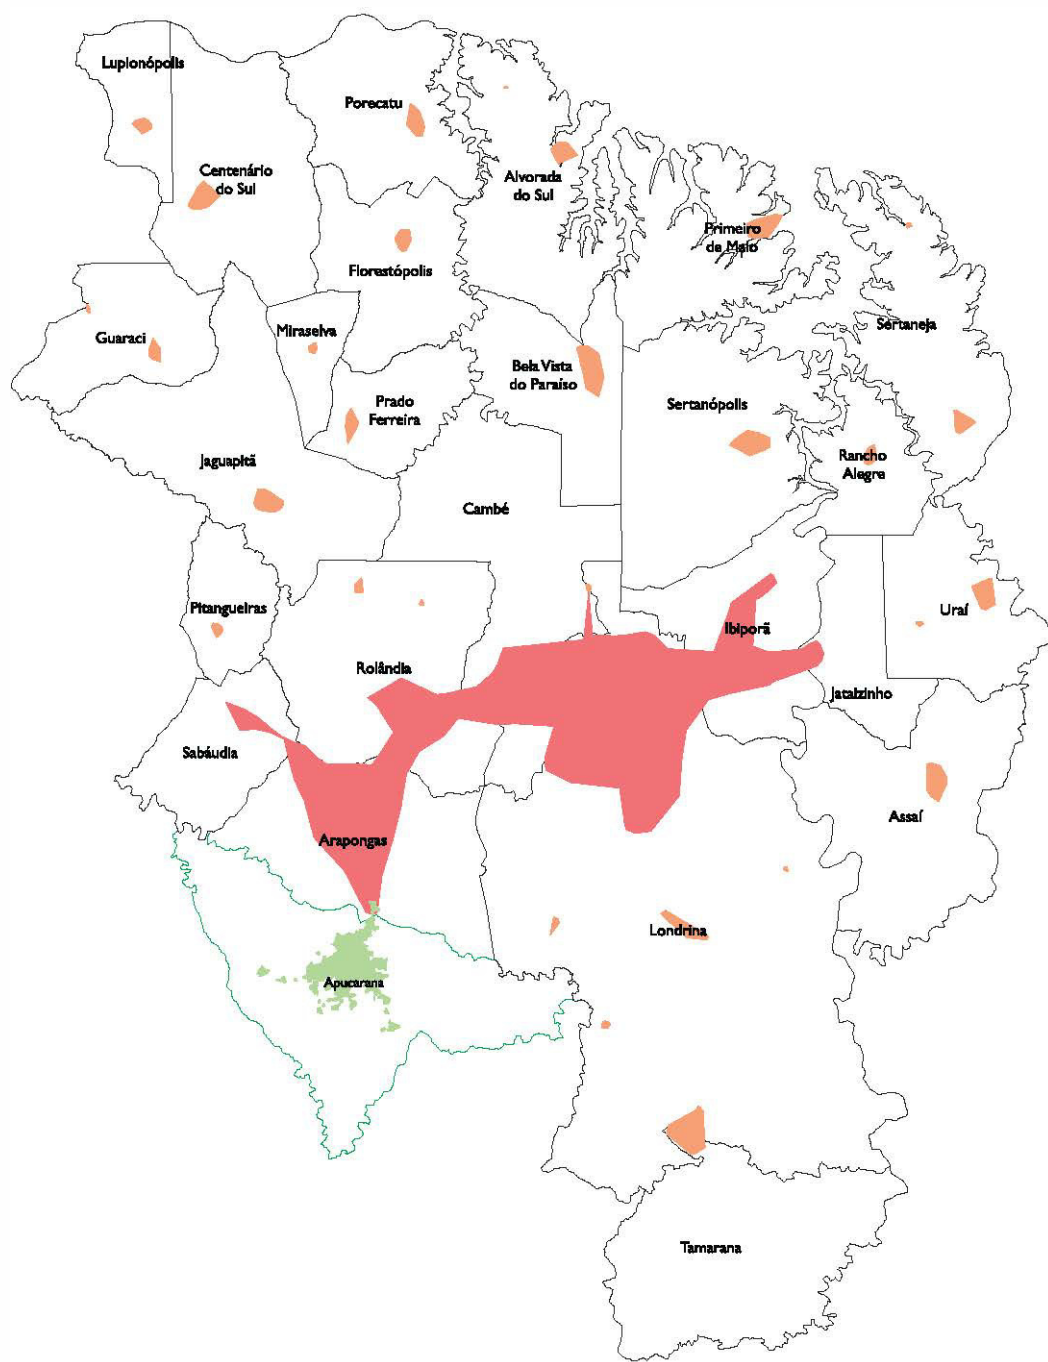 Lupionópolis
Porecatu
Centenário
do Sul
Alvorada
do Sul
Primeiro
de Maio
Florestópolis
Guaraci
Miraselva
Sertaneja
Bela Vista
do Paraíso
Prado
Ferreira
Sertanópolis
Jaguapitã
Rancho
Alegre
Cambé
Pitangueiras
Uraí
Ibiporã
Rolândia
Jataizinho
Sabáudia
Assaí
Arapongas
Londrina
Apucarana
Tamarana